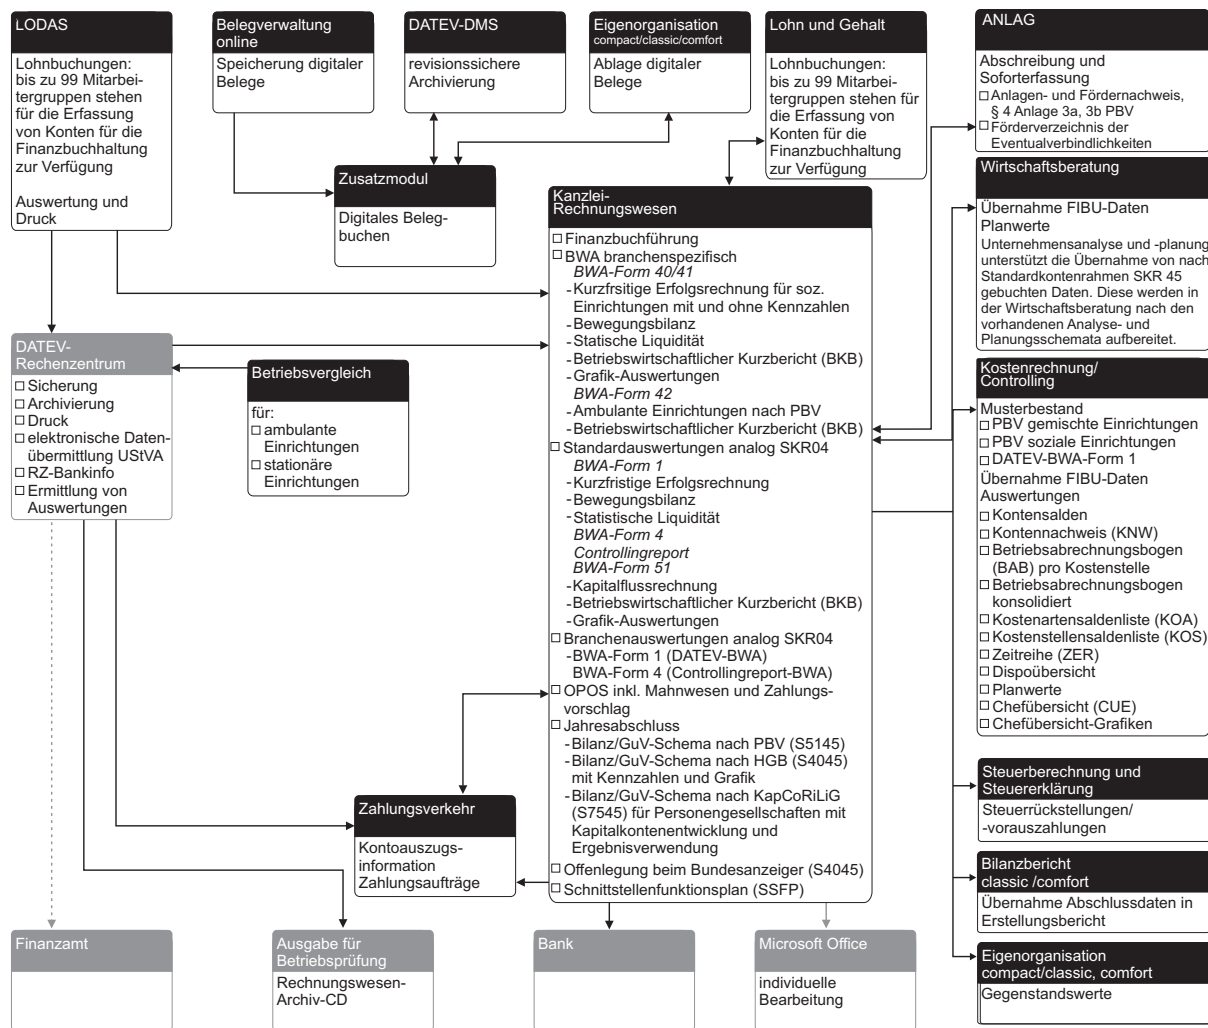 LODAS
Lohnbuchungen:
bis zu 99 Mitarbei-
tergruppen stehen
für die Erfassung
von Konten für die
Finanzbuchhaltung
zur Verfügung
Auswertung und
Druck
Belegverwaltung
online
Speicherung digitaler
Belege
DATEV-DMS
revisionssichere
Archivierung
Eigenorganisation
compact/classic/comfort
Ablage digitaler
Belege
Lohn und Gehalt
Lohnbuchungen:
bis zu 99 Mitarbei-
tergruppen stehen für
die Erfassung von
Konten für die
Finanzbuchhaltung
zur Verfügung
ANLAG
Abschreibung und
Soforterfassung
Anlagen- und Fördernachweis,
§ 4 Anlage 3a, 3b PBV
Förderverzeichnis der
Eventualverbindlichkeiten
Zusatzmodul
Digitales Beleg-
buchen
Wirtschaftsberatung
Übernahme FIBU-Daten
Planwerte
Unternehmensanalyse und -planung
unterstützt die Übernahme von nach
Standardkontenrahmen SKR 45
gebuchten Daten. Diese werden in
der Wirtschaftsberatung nach den
vorhandenen Analyse- und
Planungsschemata aufbereitet.
Kanzlei-
Rechnungswesen
Finanzbuchführung
BWA branchenspezifisch
BWA-Form 40/41
-Kurzfrsitige Erfolgsrechnung für soz.
Einrichtungen mit und ohne Kennzahlen
-Bewegungsbilanz
-Statische Liquidität
-Betriebswirtschaftlicher Kurzbericht (BKB)
-Grafik-Auswertungen
BWA-Form 42
-Ambulante Einrichtungen nach PBV
-Betriebswirtschaftlicher Kurzbericht (BKB)
Standardauswertungen analog SKR04
BWA-Form 1
-Kurzfristige Erfolgsrechnung
-Bewegungsbilanz
-Statistische Liquidität
BWA-Form 4
Controllingreport
BWA-Form 51
-Kapitalflussrechnung
-Betriebswirtschaftlicher Kurzbericht (BKB)
-Grafik-Auswertungen
Branchenauswertungen analog SKR04
-BWA-Form 1 (DATEV-BWA)
BWA-Form 4 (Controllingreport-BWA)
OPOS inkl. Mahnwesen und Zahlungs-
vorschlag
Jahresabschluss
-Bilanz/GuV-Schema nach PBV (S5145)
-Bilanz/GuV-Schema nach HGB (S4045)
mit Kennzahlen und Grafik
-Bilanz/GuV-Schema nach KapCoRiLiG
(S7545) für Personengesellschaften mit
Kapitalkontenentwicklung und
Ergebnisverwendung
Offenlegung beim Bundesanzeiger (S4045)
Schnittstellenfunktionsplan (SSFP)
DATEV-
Rechenzentrum
Sicherung
Archivierung
Druck
elektronische Daten-
übermittlung UStVA
RZ-Bankinfo
Ermittlung von
Auswertungen
Betriebsvergleich
für:
ambulante
Einrichtungen
stationäre
Einrichtungen
Kostenrechnung/
Controlling
Musterbestand
PBV gemischte Einrichtungen
PBV soziale Einrichtungen
DATEV-BWA-Form 1
Übernahme FIBU-Daten
Auswertungen
Kontensalden
Kontennachweis (KNW)
Betriebsabrechnungsbogen
(BAB) pro Kostenstelle
Betriebsabrechnungsbogen
konsolidiert
Kostenartensaldenliste (KOA)
Kostenstellensaldenliste (KOS)
Zeitreihe (ZER)
Dispoübersicht
Planwerte
Chefübersicht (CUE)
Chefübersicht-Grafiken
Zahlungsverkehr
Kontoauszugs-
information
Zahlungsaufträge
Steuerberechnung und
Steuererklärung
Steuerrückstellungen/
-vorauszahlungen
Bilanzbericht
classic /comfort
Übernahme Abschlussdaten in
Erstellungsbericht
Eigenorganisation
compact/classic, comfort
Gegenstandswerte
Finanzamt
Ausgabe für
Betriebsprüfung
Rechnungswesen-
Archiv-CD
Bank
Microsoft Office
individuelle
Bearbeitung